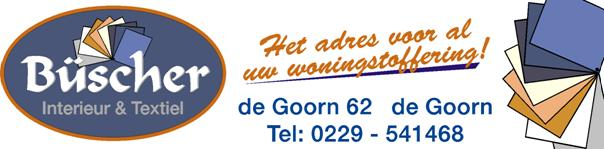 Büscher
Interieur & Textiel
Het adres voor al
uw woningstoffering!
de Goorn 62 de Goorn
Tel: 0229 - 541468